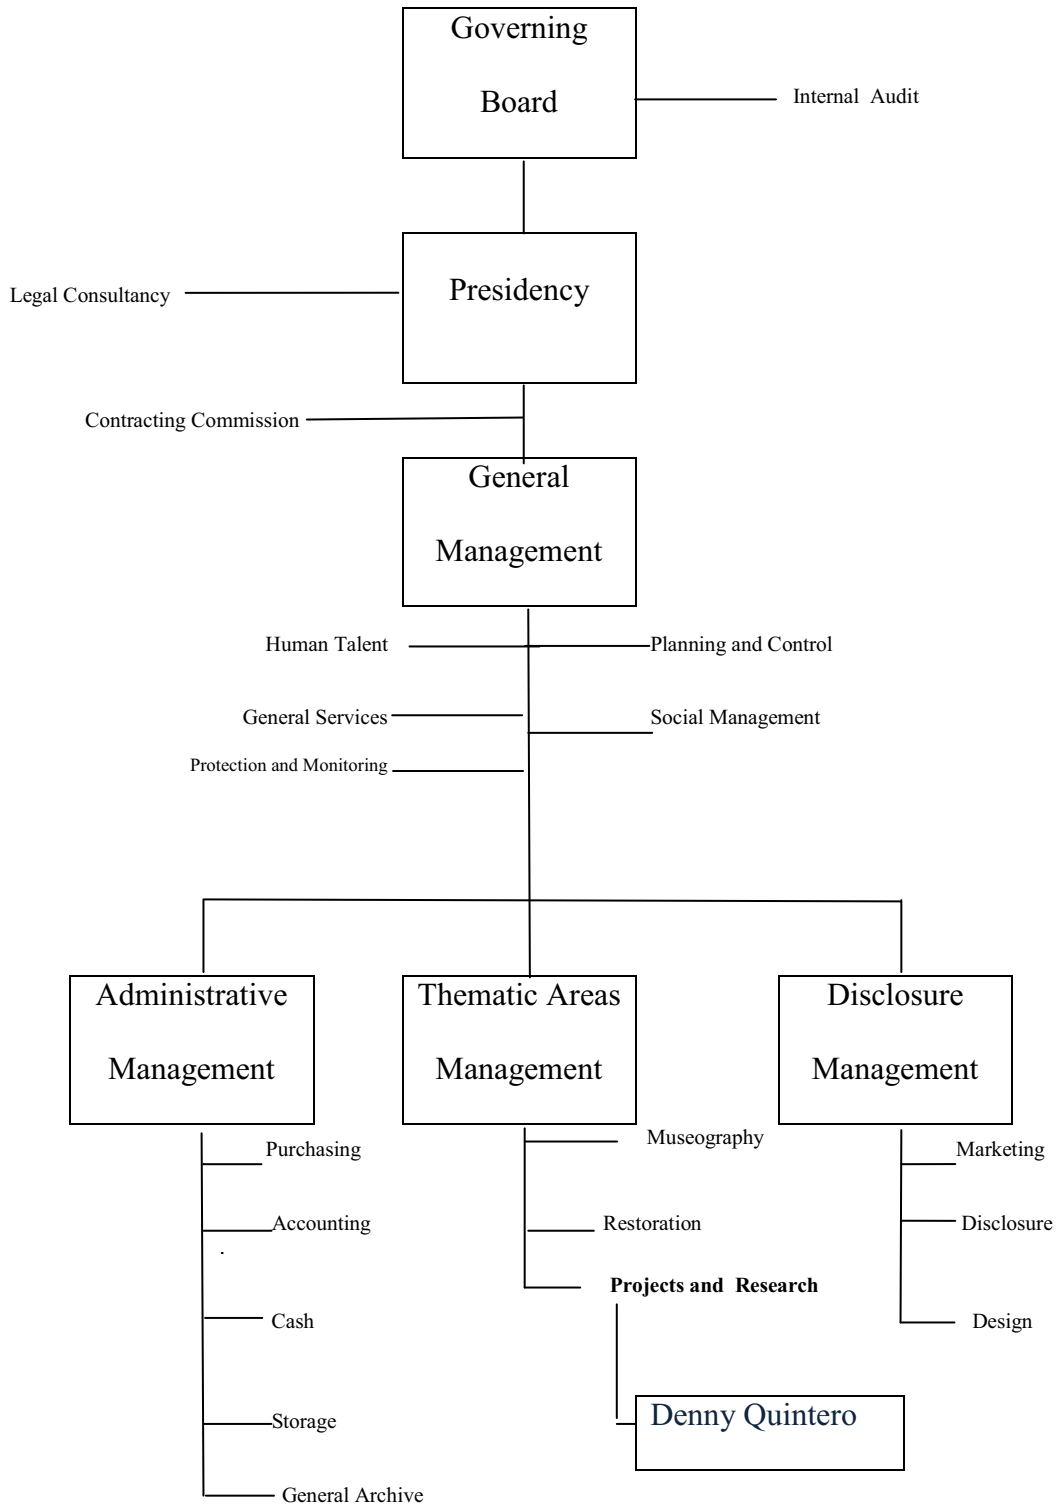 Governing
Board
Internal Audit
Presidency
Legal Consultancy
Contracting Commission
General
Management
Human Talent
Planning and Control
General Services
Social Management
Protection and Monitoring
Administrative
Management
Thematic Areas
Management
Disclosure
Management
Purchasing
Accounting
.
Cash
Storage
General Archive
Museography
Restoration
Projects and Research
Denny Quintero
Marketing
Disclosure
Design